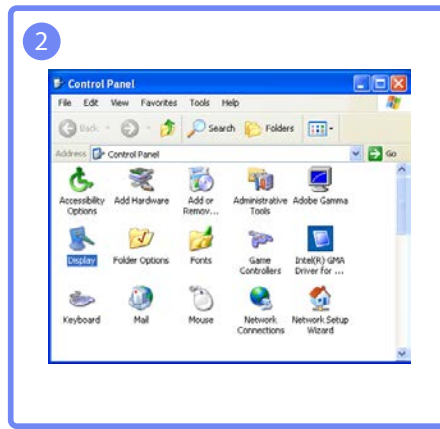 2
Control Panel
File Edit View Favorites Tools Help
Back Search Folders
Address Control Panel Go
Accessibility Options Add Hardware Add or Remov... Administrative Tools Adobe Gamma
Display Folder Options Fonts Game Controllers Intel(R) GMA Driver for ...
Keyboard Mail Mouse Network Connections Network Setup Wizard